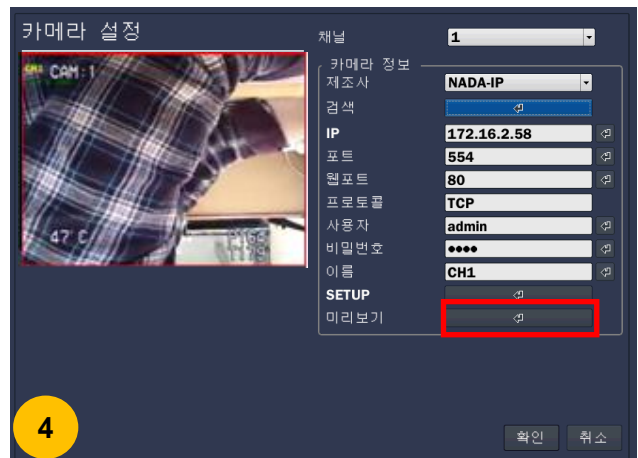 카메라 설정
CAM:1
47°C
채널 1
카메라 정보
제조사 NADA-IP
검색
IP 172.16.2.58
포트 554
웹포트 80
프로토콜 TCP
사용자 admin
비밀번호 ●●●●
이름 CH1
SETUP
미리보기
4
확인 취소